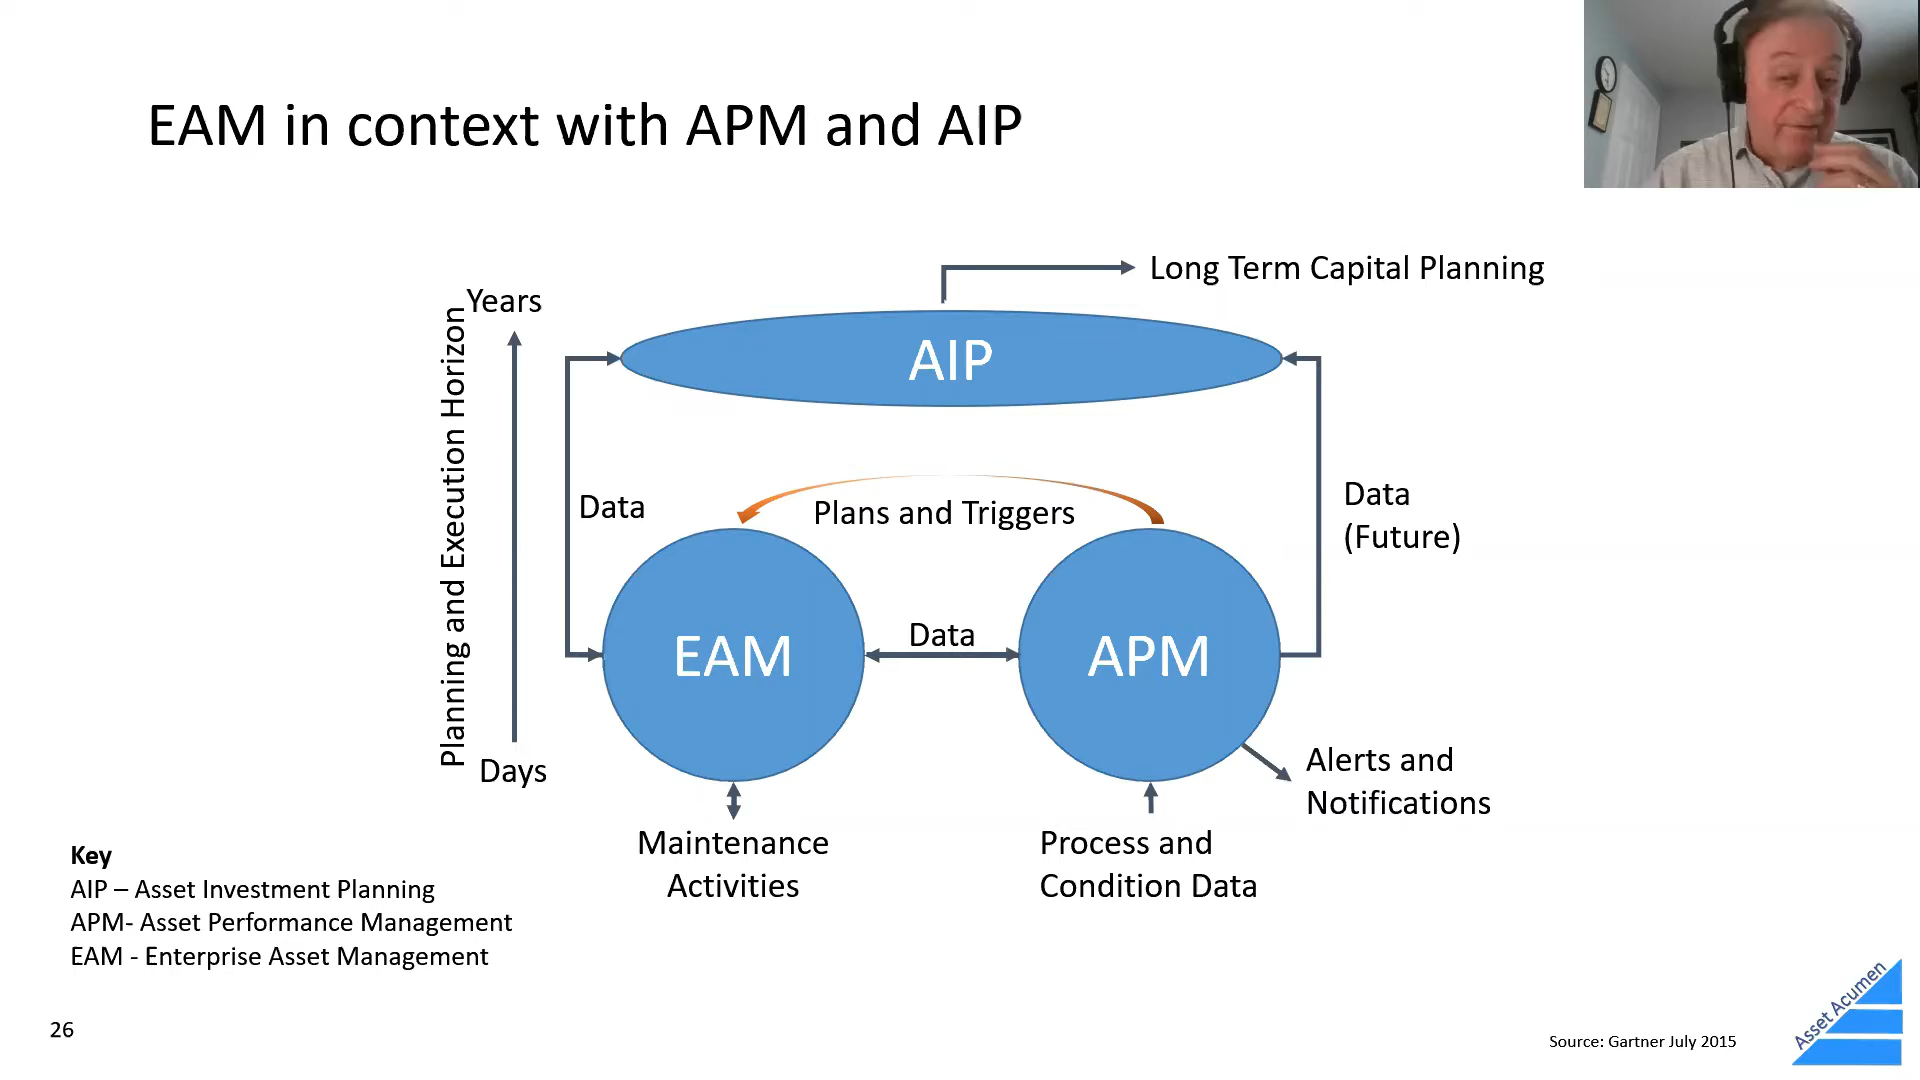 EAM in context with APM and AIP
Long Term Capital Planning
Years
Planning and Execution Horizon
AIP
Data
Plans and Triggers
Data
(Future)
EAM
Data
APM
Days
Alerts and
Notifications
Maintenance
Activities
Process and
Condition Data
Key
AIP – Asset Investment Planning
APM- Asset Performance Management
EAM - Enterprise Asset Management
26
Source: Gartner July 2015
Asset Acumen